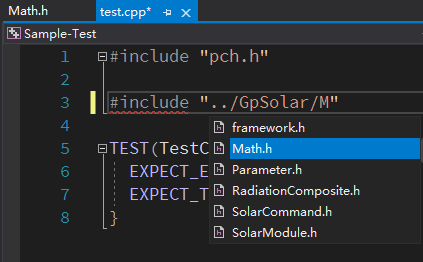 Math.h test.cpp*
Sample-Test
1 #include "pch.h"
2
3 #include "../GpSolar/M"
4
framework.h
5 TEST(TestC
Math.h
6 EXPECT_E
Parameter.h
7 EXPECT_T
RadiationComposite.h
8 }
SolarCommand.h
SolarModule.h